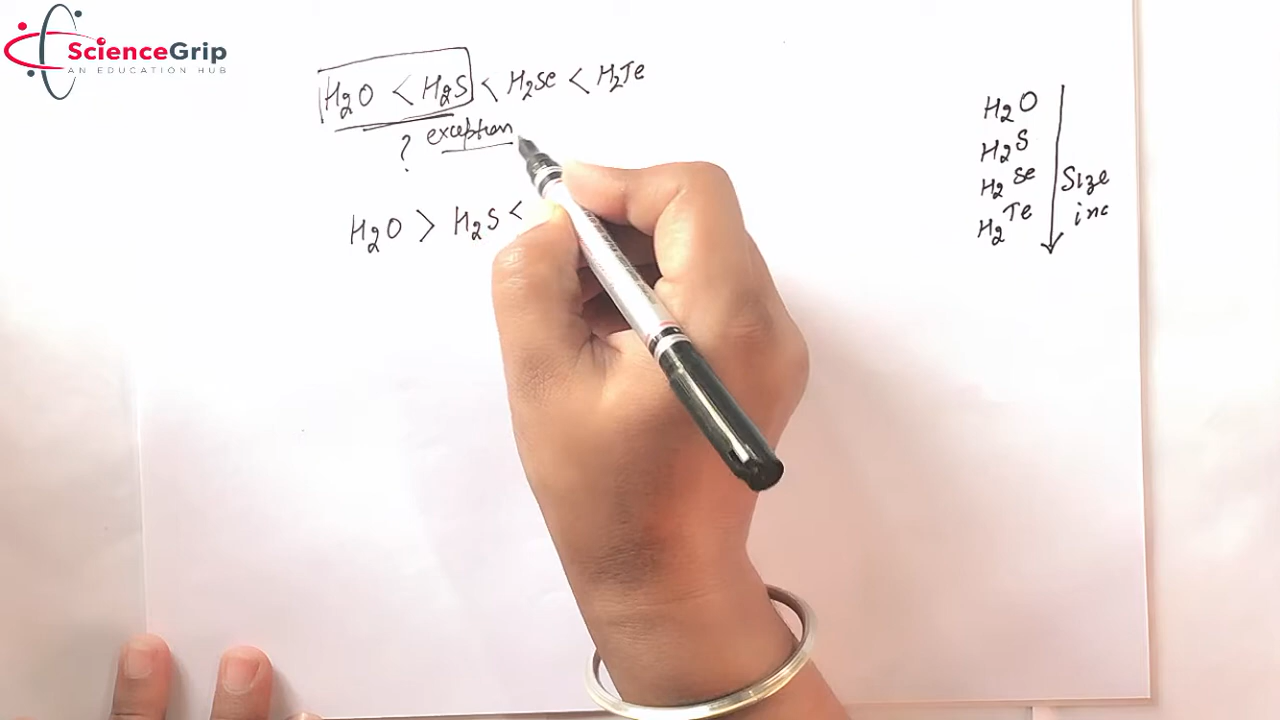 ScienceGrip
AN EDUCATION HUB
H₂O < H₂S < H₂Se < H₂Te
? exception
H₂O > H₂S <
H₂O
H₂S
H₂Se
H₂Te
Size
inc